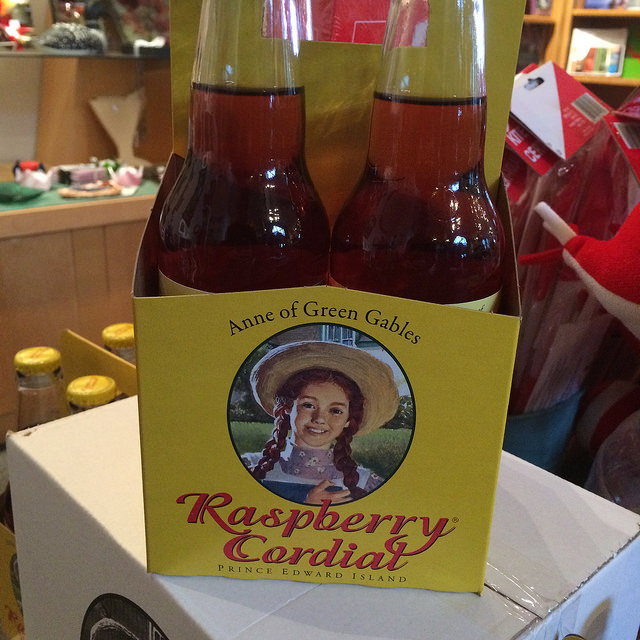 Anne of Green Gables
Raspberry®
Cordial
PRINCE EDWARD ISLAND